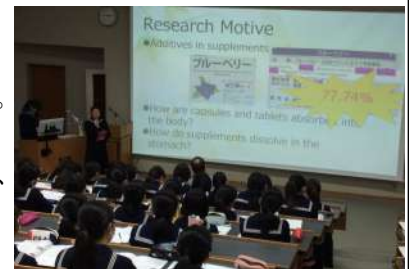 Research Motive
●Additives in supplements
ブルーベリー
77.74%
●How are capsules and tablets absorbed into
the body?
●How do supplements dissolve in the
stomach?